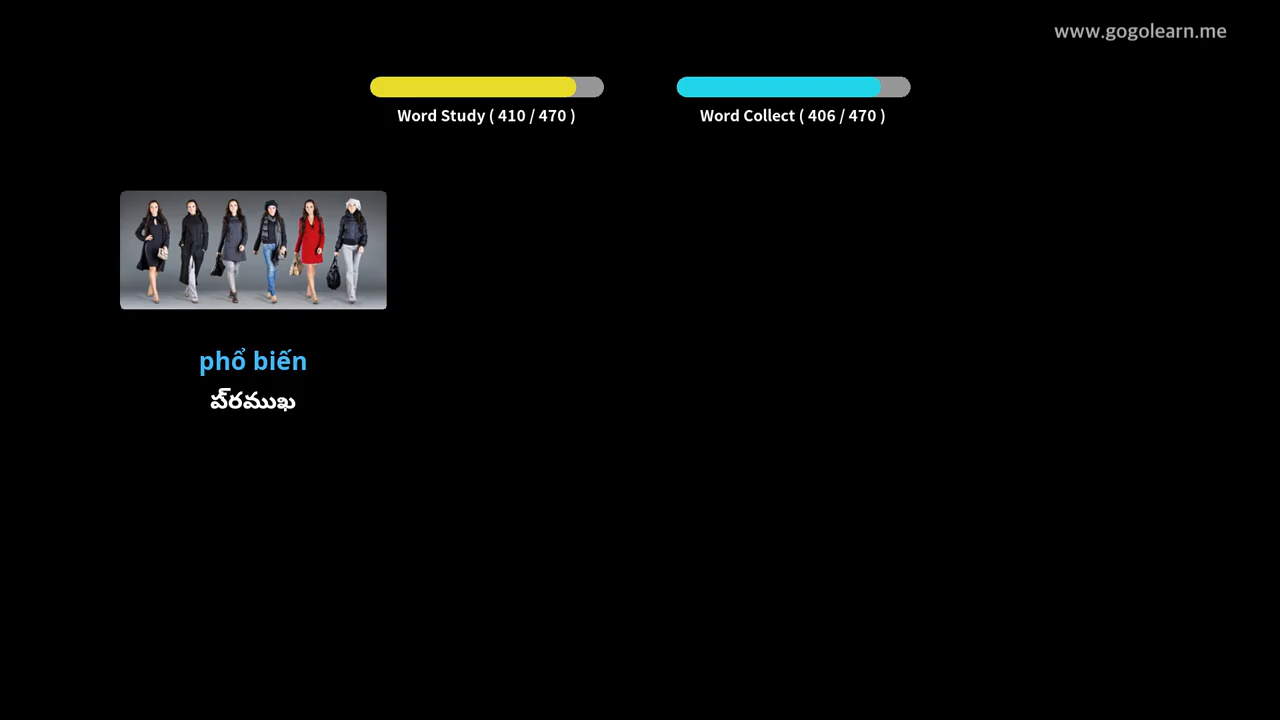 www.gogolearn.me
Word Study ( 410 / 470 )
Word Collect ( 406 / 470 )
phổ biến
ప్రముఖ